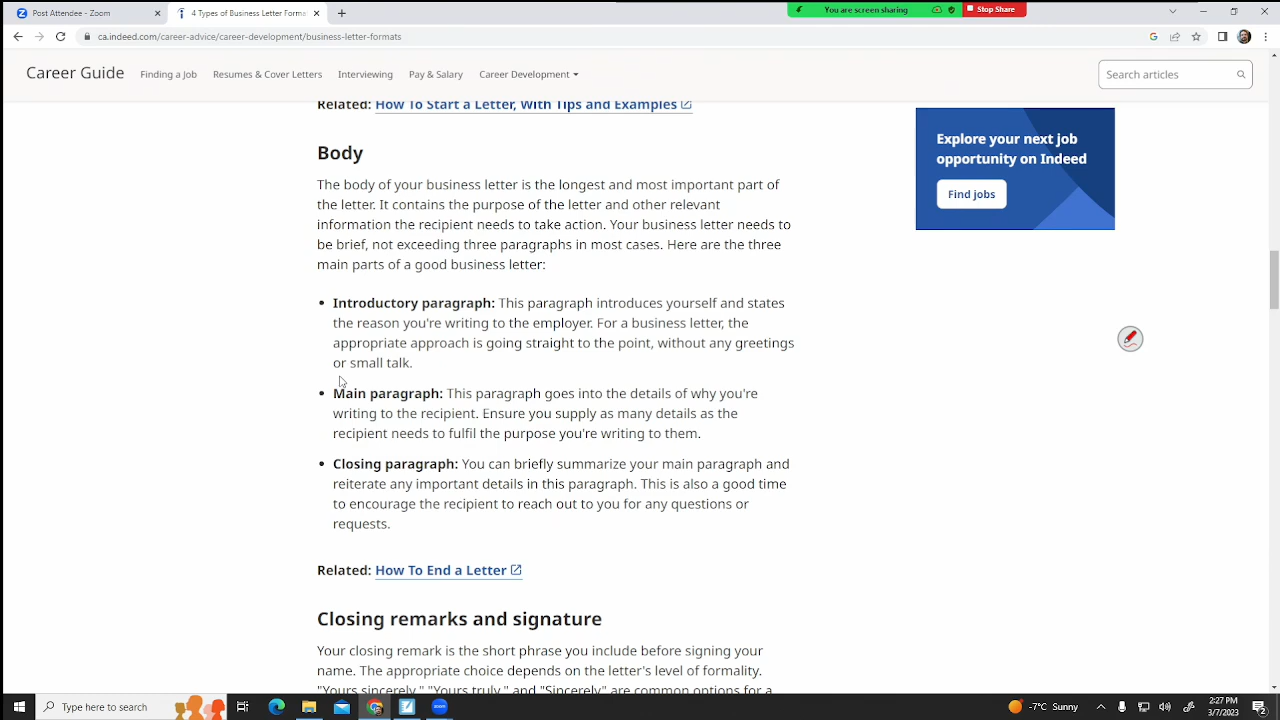 Post Attendee - Zoom
4 Types of Business Letter Forma
You are screen sharing
Stop Share
ca.indeed.com/career-advice/career-development/business-letter-formats
Career Guide
Finding a Job
Resumes & Cover Letters
Interviewing
Pay & Salary
Career Development
Search articles
Related: How To Start a Letter, With Tips and Examples
Explore your next job
opportunity on Indeed
Find jobs
Body
The body of your business letter is the longest and most important part of
the letter. It contains the purpose of the letter and other relevant
information the recipient needs to take action. Your business letter needs to
be brief, not exceeding three paragraphs in most cases. Here are the three
main parts of a good business letter:
• Introductory paragraph: This paragraph introduces yourself and states
the reason you're writing to the employer. For a business letter, the
appropriate approach is going straight to the point, without any greetings
or small talk.
• Main paragraph: This paragraph goes into the details of why you're
writing to the recipient. Ensure you supply as many details as the
recipient needs to fulfil the purpose you're writing to them.
• Closing paragraph: You can briefly summarize your main paragraph and
reiterate any important details in this paragraph. This is also a good time
to encourage the recipient to reach out to you for any questions or
requests.
Related: How To End a Letter
Closing remarks and signature
Your closing remark is the short phrase you include before signing your
name. The appropriate choice depends on the letter's level of formality.
"Yours sincerely," "Yours truly," and "Sincerely" are common options for a
Type here to search
zoom
-7°C Sunny
2:27 PM
3/7/2023
2